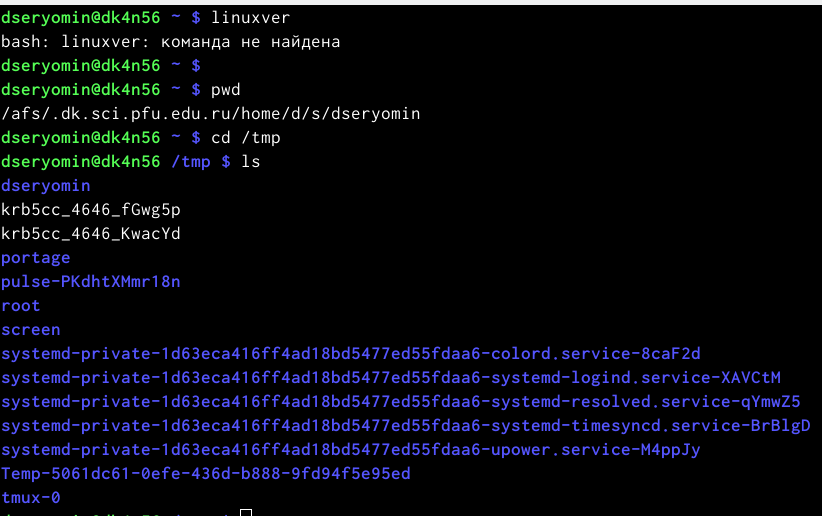 dseryomin@dk4n56 ~ $ linuxver
bash: linuxver: команда не найдена
dseryomin@dk4n56 ~ $
dseryomin@dk4n56 ~ $ pwd
/afs/.dk.sci.pfu.edu.ru/home/d/s/dseryomin
dseryomin@dk4n56 ~ $ cd /tmp
dseryomin@dk4n56 /tmp $ ls
dseryomin
krb5cc_4646_fGwg5p
krb5cc_4646_KwacYd
portage
pulse-PKdhtXMmr18n
root
screen
systemd-private-1d63eca416ff4ad18bd5477ed55fdaa6-colord.service-8caF2d
systemd-private-1d63eca416ff4ad18bd5477ed55fdaa6-systemd-logind.service-XAVCtM
systemd-private-1d63eca416ff4ad18bd5477ed55fdaa6-systemd-resolved.service-qYmwZ5
systemd-private-1d63eca416ff4ad18bd5477ed55fdaa6-systemd-timesyncd.service-BrBlgD
systemd-private-1d63eca416ff4ad18bd5477ed55fdaa6-upower.service-M4ppJy
Temp-5061dc61-0efe-436d-b888-9fd94f5e95ed
tmux-0